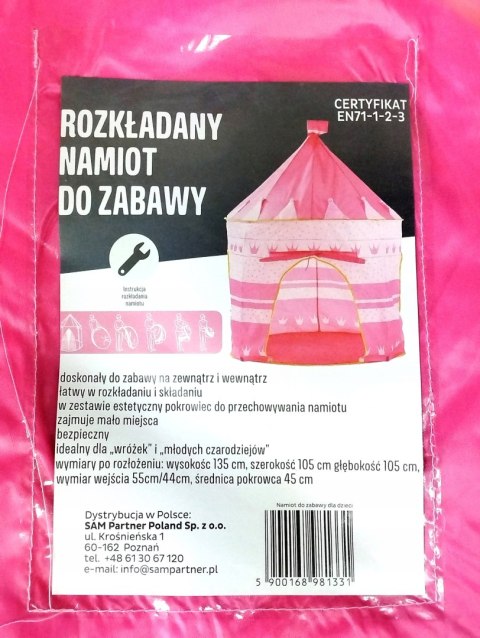 ROZKŁADANY
NAMIOT
DO ZABAWY
CERTYFIKAT
EN71-1-2-3
Instrukcja
rozkładania
namiotu
doskonały do zabawy na zewnątrz i wewnątrz
łatwy w rozkładaniu i składaniu
w zestawie estetyczny pokrowiec do przechowywania namiotu
zajmuje mało miejsca
bezpieczny
idealny dla „wróżek” i „młodych czarodziejów”
wymiary po rozłożeniu: wysokośc 135 cm, szerokość 105 cm głębokość 105 cm,
wymiar wejścia 55cm/44cm, średnica pokrowca 45 cm
Dystrybucja w Polsce:
SAM Partner Poland Sp. z o.o.
ul. Krośnieńska 1
60-162 Poznań
tel. +48 61 30 67 120
e-mail: info@sampartner.pl
Namiot do zabawy dla dzieci
5 900168 981331